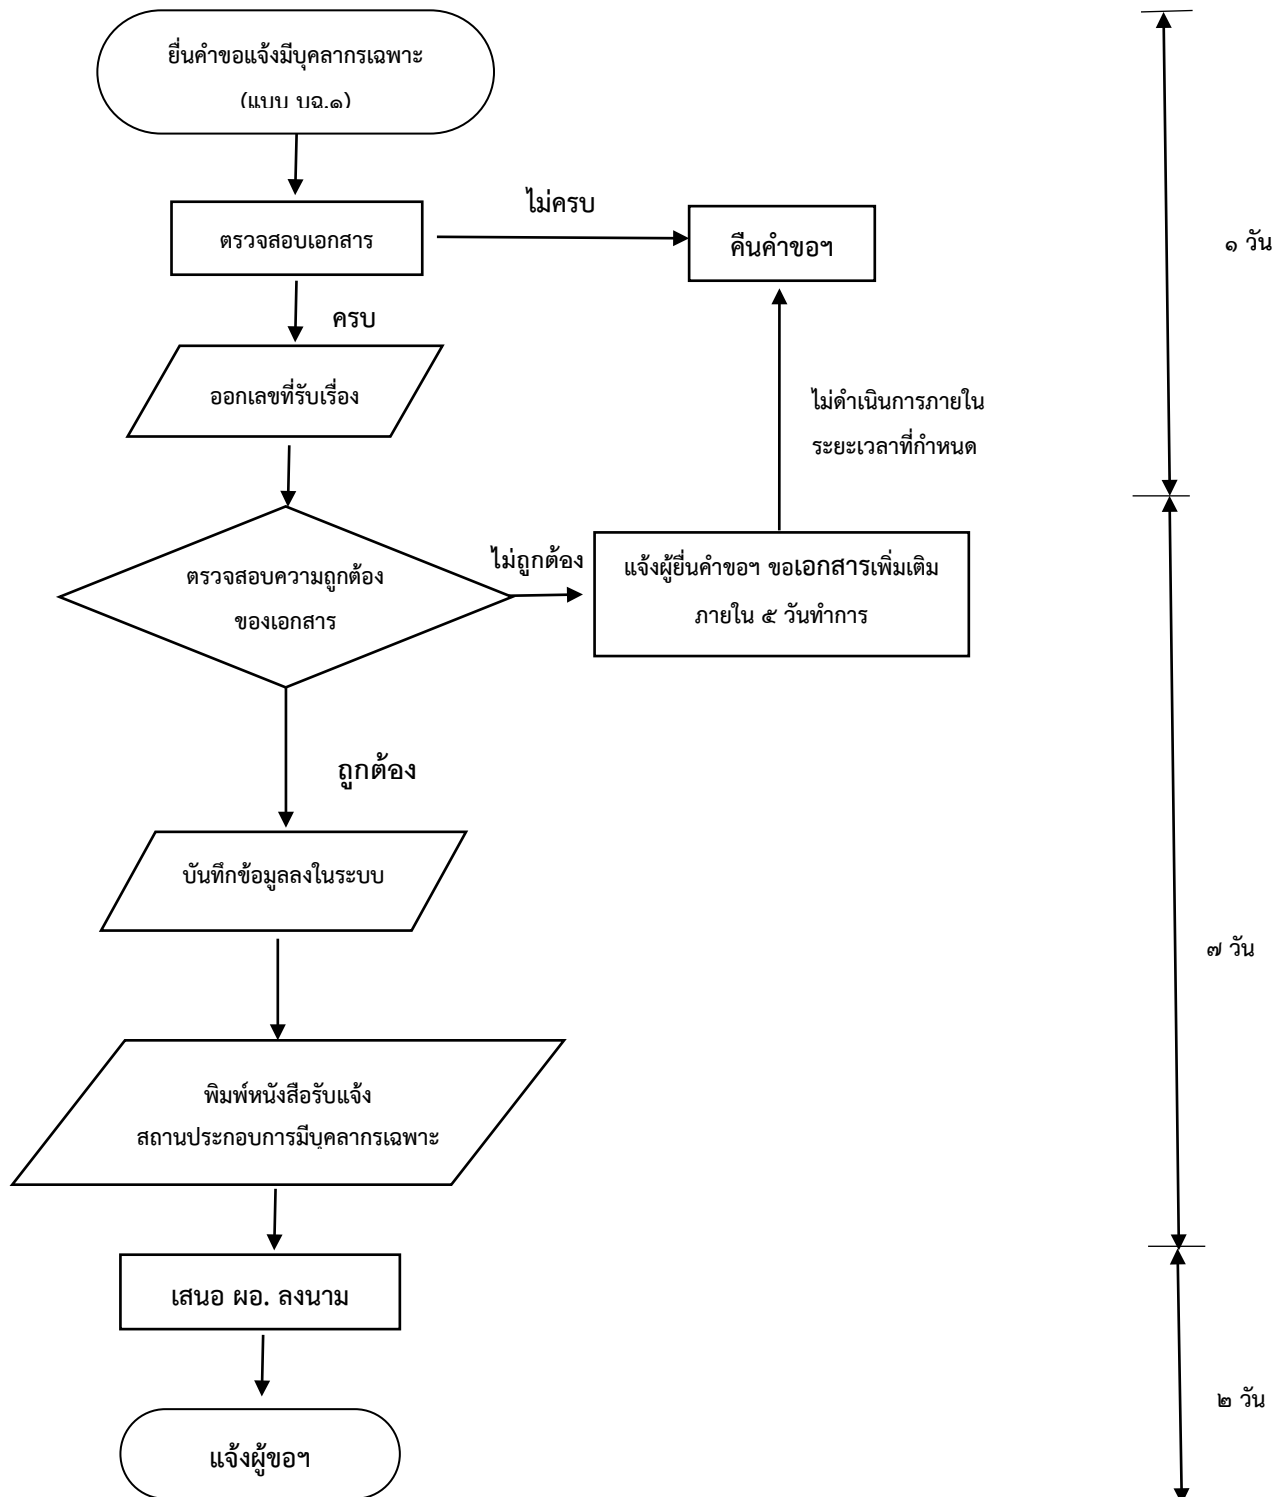 ยื่นคำขอแจ้งมีบุคลากรเฉพาะ
(แบบ บฉ.๑)
ตรวจสอบเอกสาร
ไม่ครบ
คืนคำขอฯ
๑ วัน
ครบ
ออกเลขที่รับเรื่อง
ไม่ดำเนินการภายใน
ระยะเวลาที่กำหนด
ตรวจสอบความถูกต้อง
ของเอกสาร
ไม่ถูกต้อง
แจ้งผู้ยื่นคำขอฯ ขอเอกสารเพิ่มเติม
ภายใน ๕ วันทำการ
ถูกต้อง
บันทึกข้อมูลลงในระบบ
๗ วัน
พิมพ์หนังสือรับแจ้ง
สถานประกอบการมีบุคลากรเฉพาะ
เสนอ ผอ. ลงนาม
๒ วัน
แจ้งผู้ขอฯ